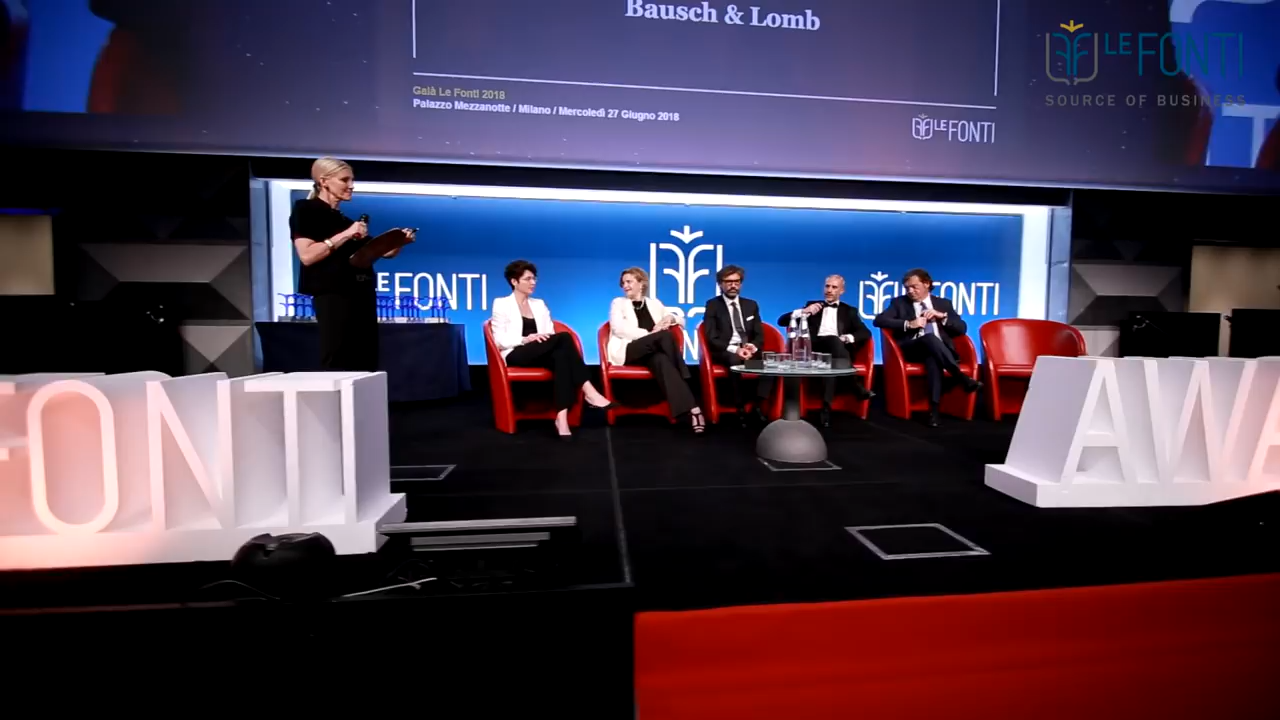 Bausch & Lomb
Galà Le Fonti 2018
Palazzo Mezzanotte / Milano / Mercoledì 27 Giugno 2018
LE FONTI
LE FONTI
SOURCE OF BUSINESS
LE FONTI
LE FONTI
FONTI
AWA